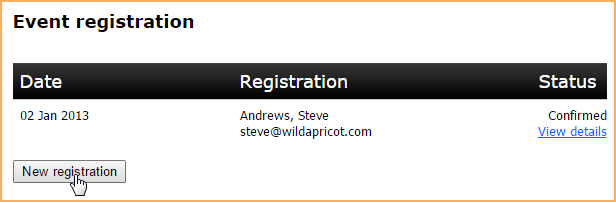 Event registration
Date Registration Status
02 Jan 2013 Andrews, Steve Confirmed
steve@wildapricot.com View details
New registration